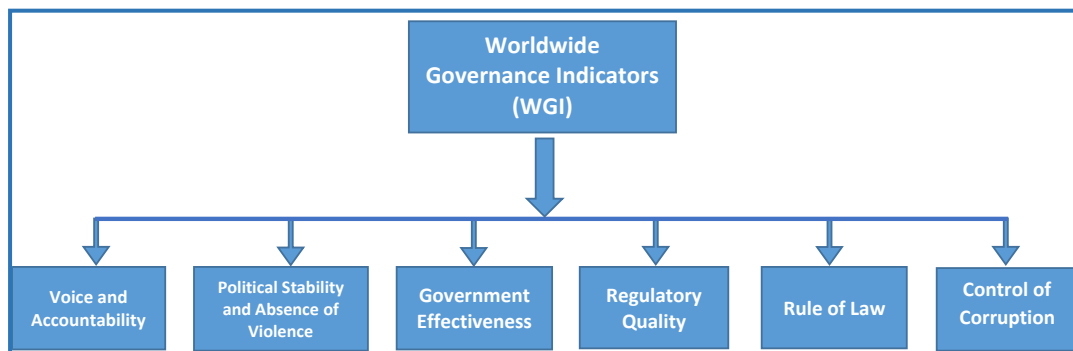 Worldwide
Governance Indicators
(WGI)
Voice and
Accountability
Political Stability
and Absence of
Violence
Government
Effectiveness
Regulatory
Quality
Rule of Law
Control of
Corruption